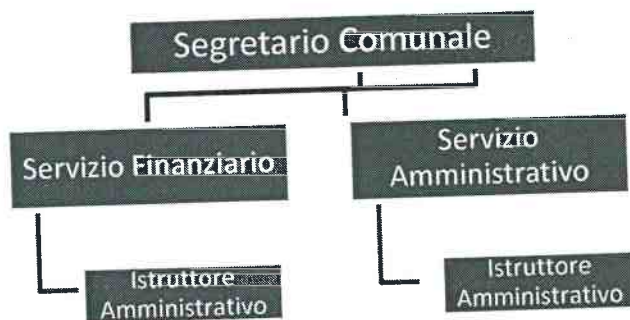 Segretario Comunale
Servizio Finanziario
Servizio
Amministrativo
Istruttore
Amministrativo
Istruttore
Amministrativo